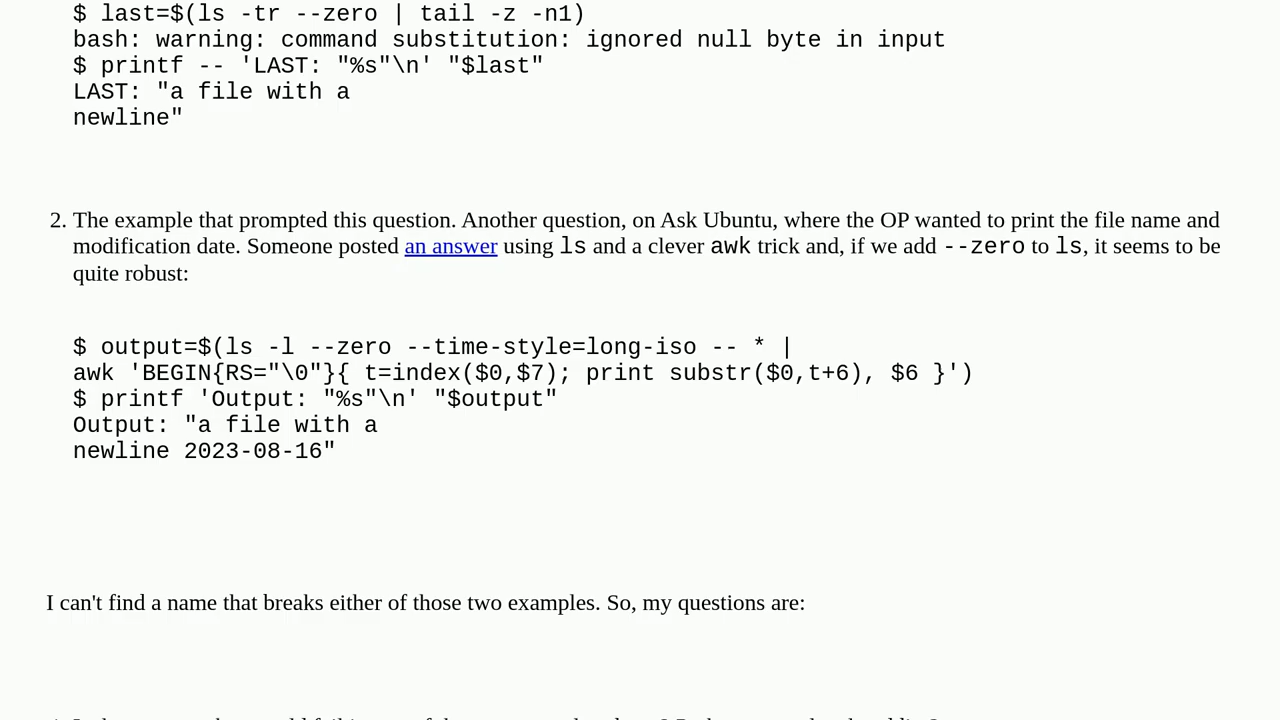 $ last=$(ls -tr --zero | tail -z -n1)
bash: warning: command substitution: ignored null byte in input
$ printf -- 'LAST: "%s"\n' "$last"
LAST: "a file with a
newline"
2. The example that prompted this question. Another question, on Ask Ubuntu, where the OP wanted to print the file name and
modification date. Someone posted an answer using ls and a clever awk trick and, if we add --zero to ls, it seems to be
quite robust:
$ output=$(ls -l --zero --time-style=long-iso -- * |
awk 'BEGIN{RS="\0"}{ t=index($0,$7); print substr($0,t+6), $6 }')
$ printf 'Output: "%s"\n' "$output"
Output: "a file with a
newline 2023-08-16"
I can't find a name that breaks either of those two examples. So, my questions are: